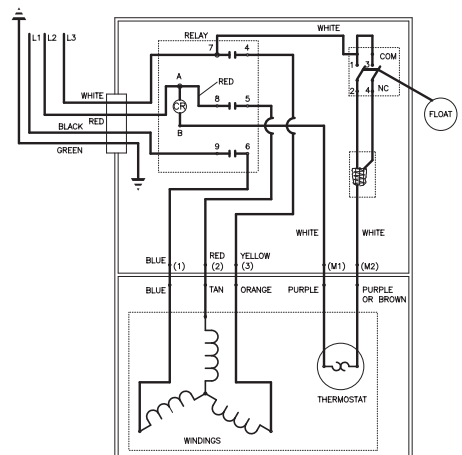 WHITE
RELAY
L1 L2 L3
7 4
1 3 COM
A
RED
WHITE
CR
8 5
2 4 NC
FLOAT
RED
BLACK
B
9 6
GREEN
WHITE WHITE
BLUE (1) RED (2) YELLOW (3) (M1) (M2)
BLUE TAN ORANGE PURPLE PURPLE
OR BROWN
THERMOSTAT
WINDINGS